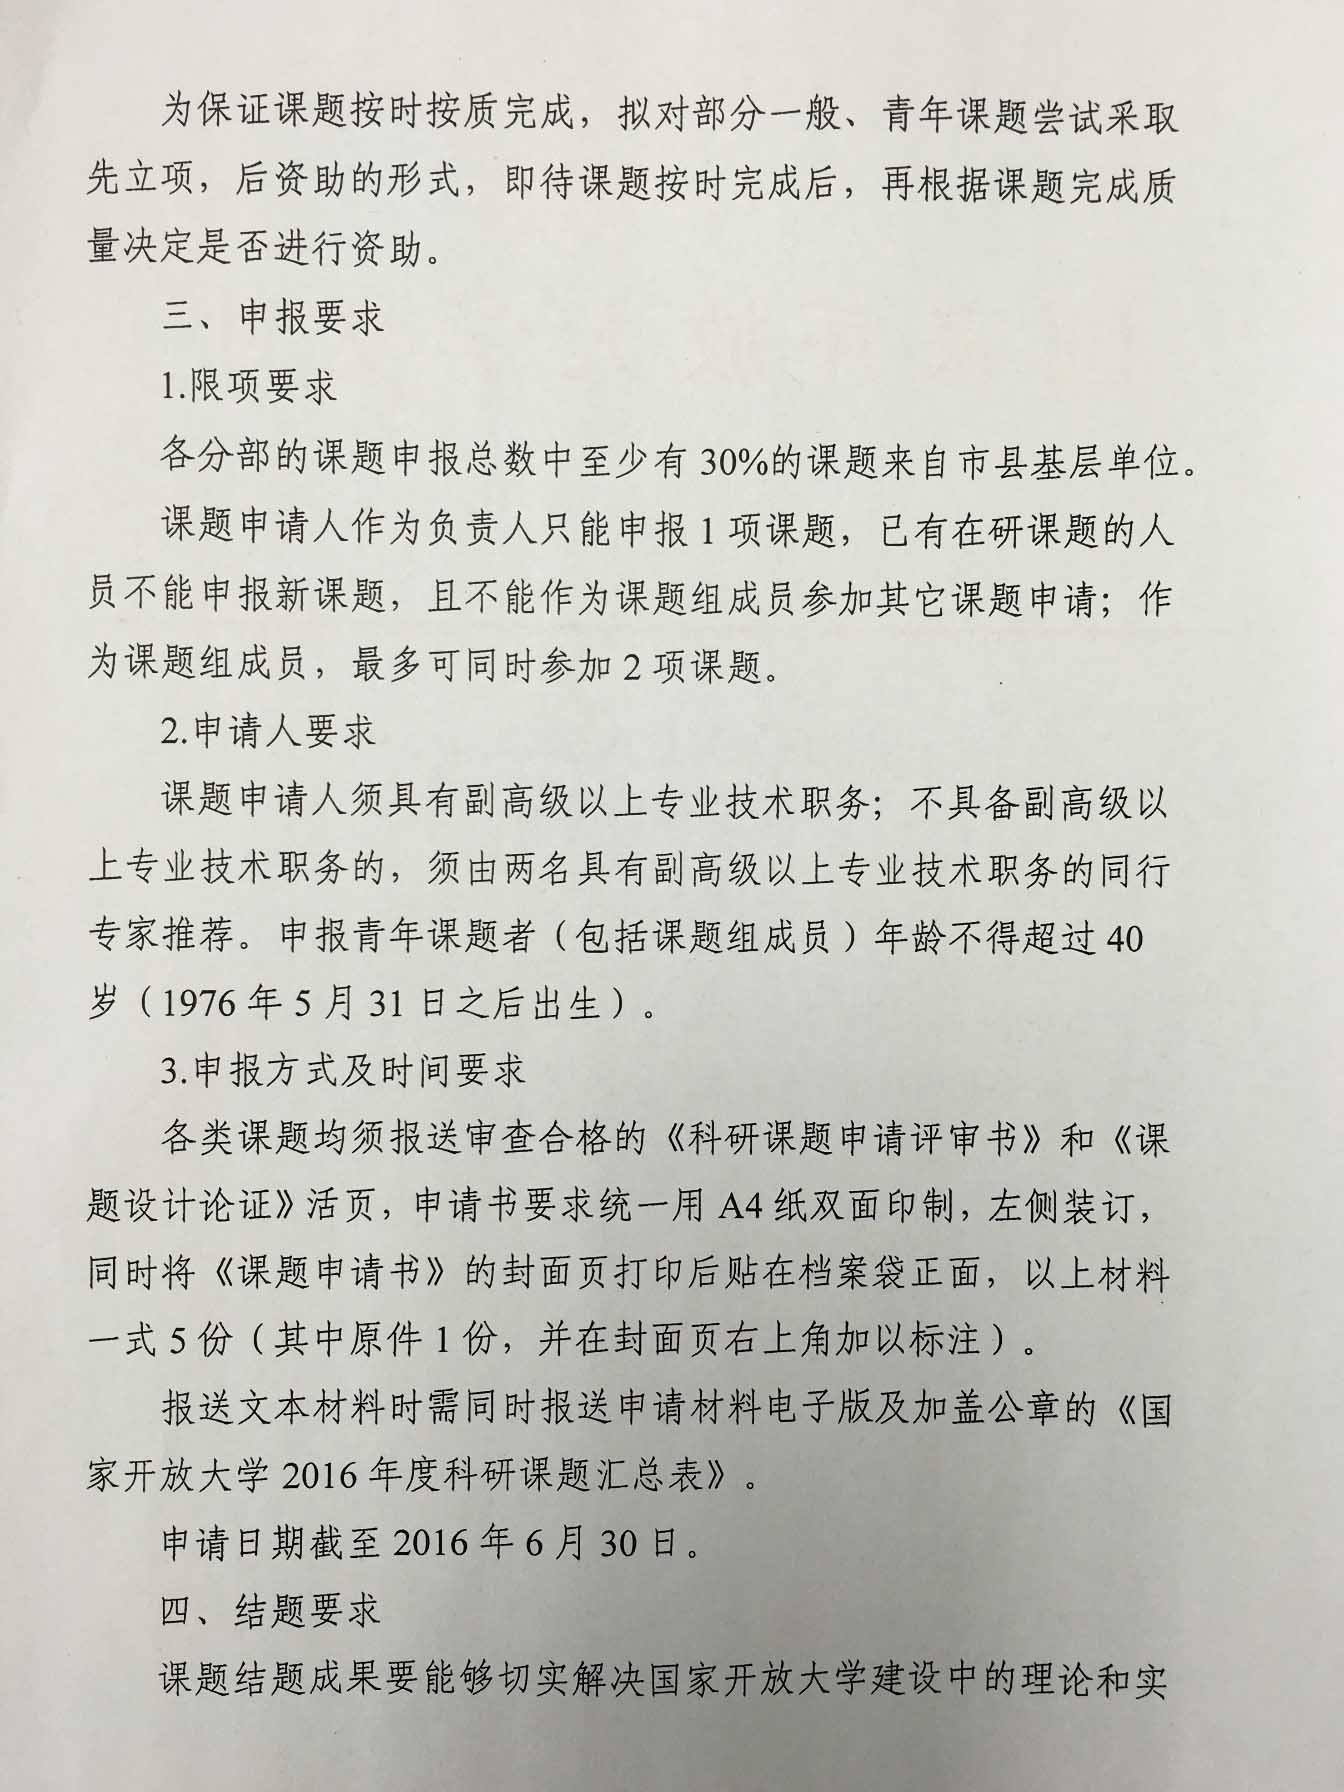 为保证课题按时按质完成，拟对部分一般、青年课题尝试采取
先立项，后资助的形式，即待课题按时完成后，再根据课题完成质
量决定是否进行资助。
三、申报要求
1.限项要求
各分部的课题申报总数中至少有 30%的课题来自市县基层单位。
课题申请人作为负责人只能申报 1 项课题，已有在研课题的人
员不能申报新课题，且不能作为课题组成员参加其它课题申请；作
为课题组成员，最多可同时参加 2 项课题。
2.申请人要求
课题申请人须具有副高级以上专业技术职务；不具备副高级以
上专业技术职务的，须由两名具有副高级以上专业技术职务的同行
专家推荐。申报青年课题者（包括课题组成员）年龄不得超过 40
岁（1976 年 5 月 31 日之后出生）。
3.申报方式及时间要求
各类课题均须报送审查合格的《科研课题申请评审书》和《课
题设计论证》活页，申请书要求统一用 A4 纸双面印制，左侧装订，
同时将《课题申请书》的封面页打印后贴在档案袋正面，以上材料
一式 5 份（其中原件 1 份，并在封面页右上角加以标注）。
报送文本材料时需同时报送申请材料电子版及加盖公章的《国
家开放大学 2016 年度科研课题汇总表》。
申请日期截至 2016 年 6 月 30 日。
四、结题要求
课题结题成果要能够切实解决国家开放大学建设中的理论和实